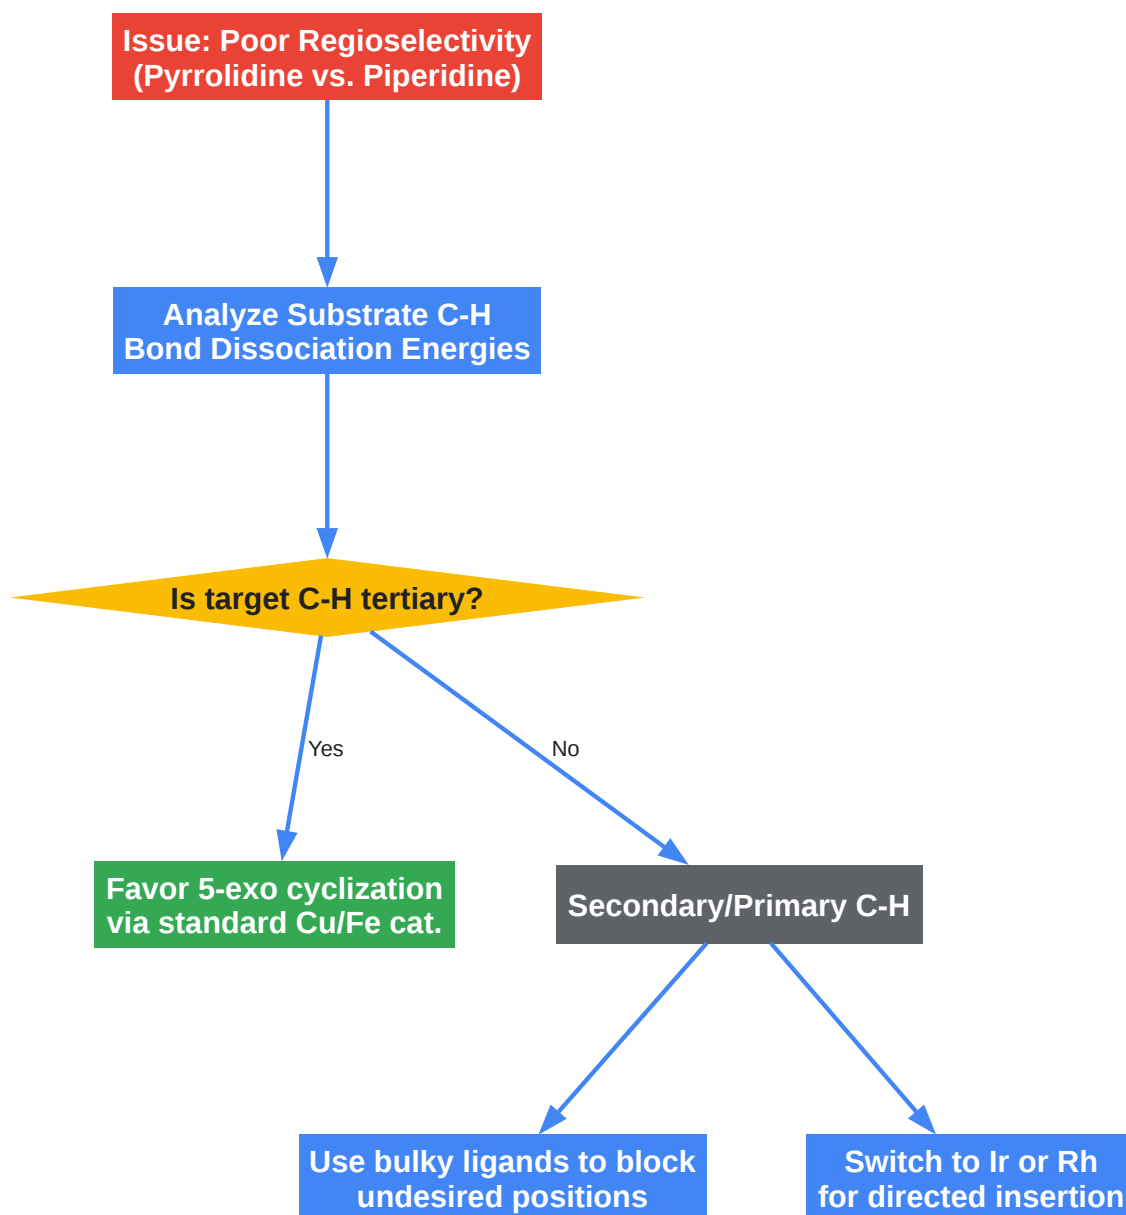 Issue: Poor Regioselectivity
(Pyrrolidine vs. Piperidine)
Analyze Substrate C-H
Bond Dissociation Energies
Is target C-H tertiary?
Yes
No
Favor 5-exo cyclization
via standard Cu/Fe cat.
Secondary/Primary C-H
Use bulky ligands to block
undesired positions
Switch to Ir or Rh
for directed insertion